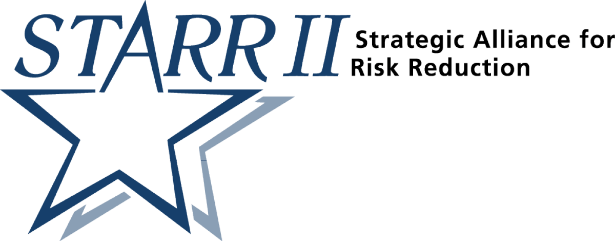 STARR II
Strategic Alliance for
Risk Reduction